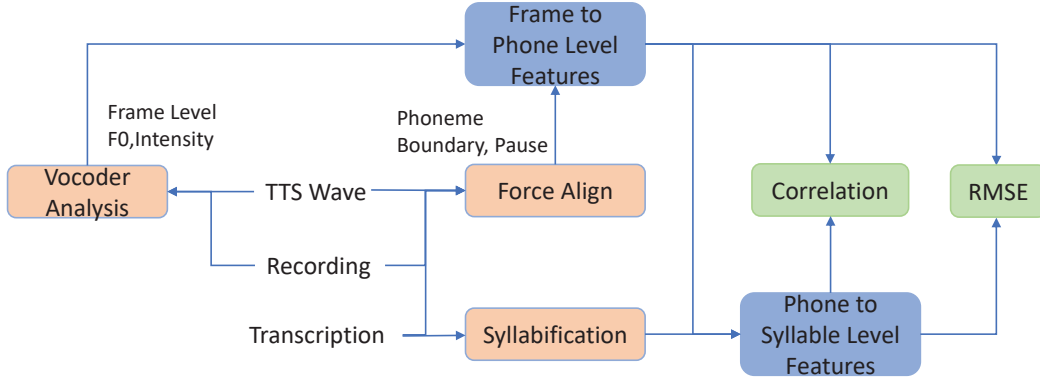 Frame to
Phone Level
Features
Frame Level
F0,Intensity
Phoneme
Boundary, Pause
Vocoder
Analysis
TTS Wave
Force Align
Correlation
RMSE
Recording
Transcription
Syllabification
Phone to
Syllable Level
Features